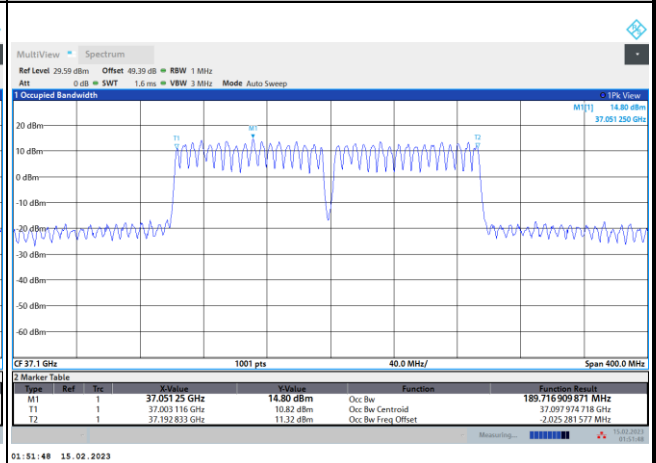 MultiView Spectrum
Ref Level 29.59 dBm Offset 49.39 dB RBW 1 MHz
Att 0 dB SWT 1.6 ms VBW 3 MHz Mode Auto Sweep
1 Occupied Bandwidth 1Pk View
M1[1] 14.80 dBm
37.051 250 GHz
20 dBm
T1 M1 T2
10 dBm
0 dBm
-10 dBm
-20 dBm
-30 dBm
-40 dBm
-50 dBm
-60 dBm
CF 37.1 GHz 1001 pts 40.0 MHz/ Span 400.0 MHz
2 Marker Table
Type Ref Trc X-Value Y-Value Function Function Result
M1 1 37.051 25 GHz 14.80 dBm Occ Bw 189.716 909 871 MHz
T1 1 37.003 116 GHz 10.82 dBm Occ Bw Centroid 37.097 974 718 GHz
T2 1 37.192 833 GHz 11.32 dBm Occ Bw Freq Offset -2.025 281 577 MHz
Measuring... 15.02.2023
01:51:48
01:51:48 15.02.2023